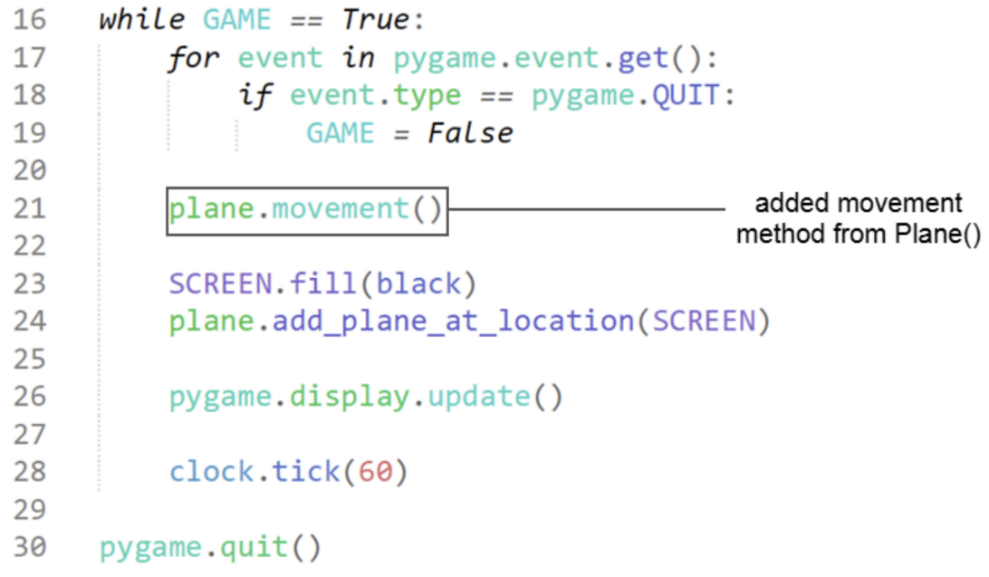 16 while GAME == True:
17 for event in pygame.event.get():
18 if event.type == pygame.QUIT:
19 GAME = False
20
21 plane.movement()
added movement
method from Plane()
22
23 SCREEN.fill(black)
24 plane.add_plane_at_location(SCREEN)
25
26 pygame.display.update()
27
28 clock.tick(60)
29
30 pygame.quit()